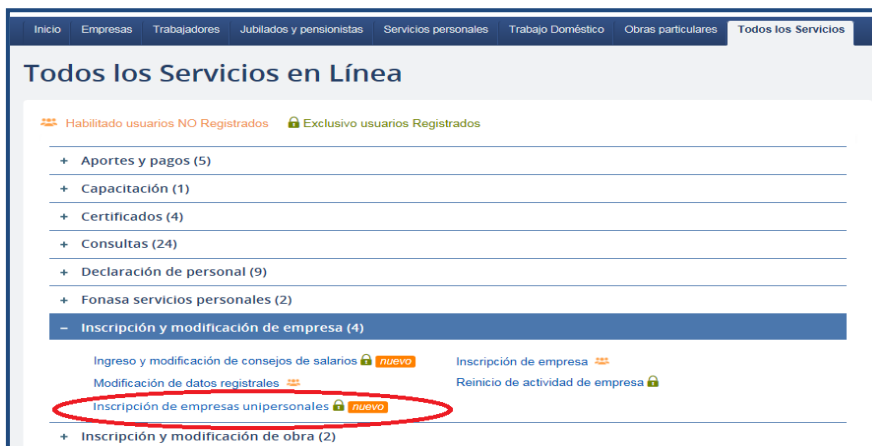 Inicio Empresas Trabajadores Jubilados y pensionistas Servicios personales Trabajo Doméstico Obras particulares Todos los Servicios
Todos los Servicios en Línea
Habilitado usuarios NO Registrados Exclusivo usuarios Registrados
+ Aportes y pagos (5)
+ Capacitación (1)
+ Certificados (4)
+ Consultas (24)
+ Declaración de personal (9)
+ Fonasa servicios personales (2)
– Inscripción y modificación de empresa (4)
Ingreso y modificación de consejos de salarios nuevo Inscripción de empresa
Modificación de datos registrales Reinicio de actividad de empresa
Inscripción de empresas unipersonales nuevo
+ Inscripción y modificación de obra (2)